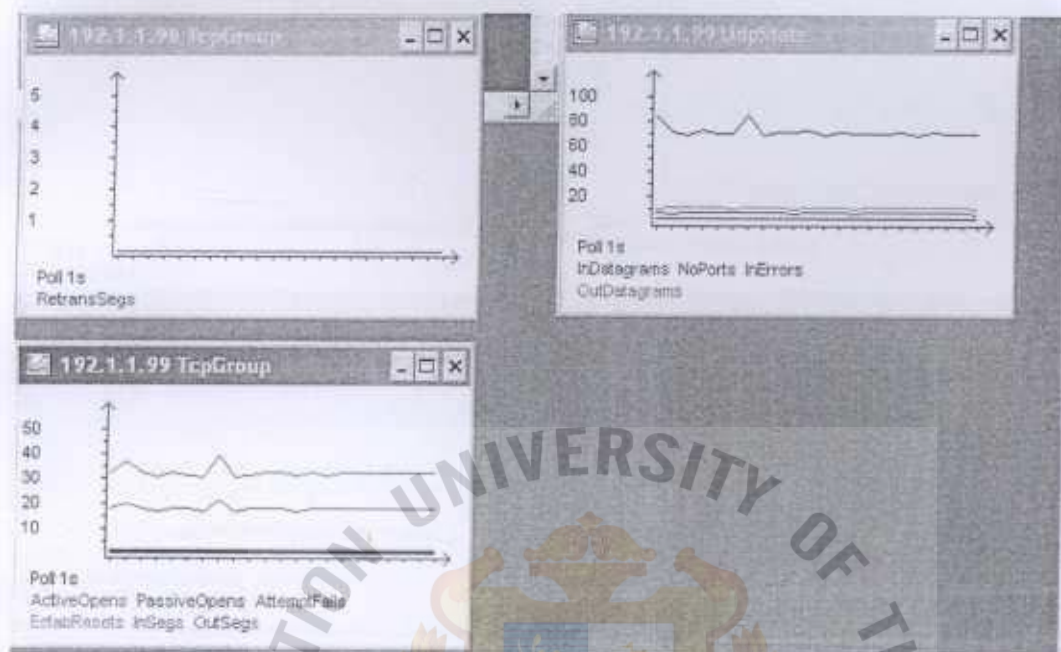 192.1.1.99 TcpGroup
5
4
3
2
1
Poll 1s
RetransSegs
192.1.1.99 UdpStats
100
80
60
40
20
Poll 1s
InDatagrams NoPorts InErrors
OutDatagrams
192.1.1.99 TcpGroup
50
40
30
20
10
Poll 1s
ActiveOpens PassiveOpens AttemptFails
EstabResets InSegs OutSegs
UNIVERSITY OF